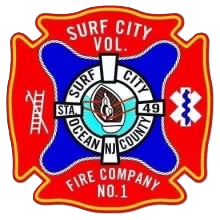 SURF CITY
VOL.
SURF CITY
STA. 49
OCEAN NJ COUNTY
FIRE COMPANY
NO. 1